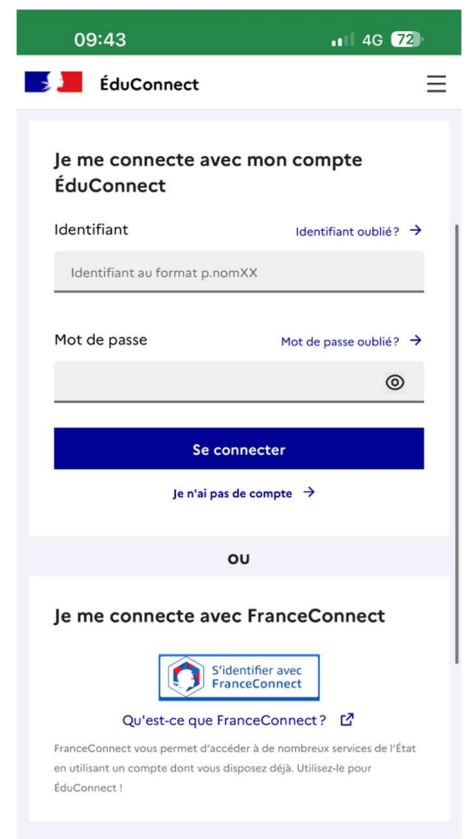 09:43 4G 72
ÉduConnect
Je me connecte avec mon compte
ÉduConnect
Identifiant Identifiant oublié ? →
Identifiant au format p.nomXX
Mot de passe Mot de passe oublié ? →
Se connecter
Je n'ai pas de compte →
OU
Je me connecte avec FranceConnect
S'identifier avec
FranceConnect
Qu'est-ce que FranceConnect ?
FranceConnect vous permet d'accéder à de nombreux services de l'État
en utilisant un compte dont vous disposez déjà. Utilisez-le pour
ÉduConnect !